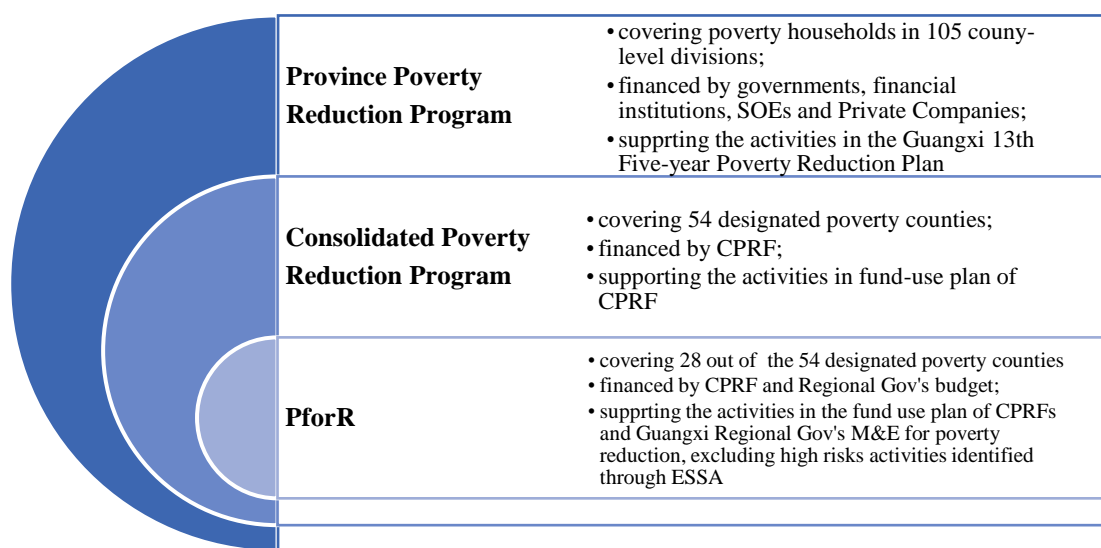 Province Poverty
Reduction Program
• covering poverty households in 105 couny-
level divisions;
• financed by governments, financial
institutions, SOEs and Private Companies;
• supprting the activities in the Guangxi 13th
Five-year Poverty Reduction Plan
Consolidated Poverty
Reduction Program
• covering 54 designated poverty counties;
• financed by CPRF;
• supporting the activities in fund-use plan of
CPRF
PforR
• covering 28 out of the 54 designated poverty counties
• financed by CPRF and Regional Gov's budget;
• supprting the activities in the fund use plan of CPRFs
and Guangxi Regional Gov's M&E for poverty
reduction, excluding high risks activities identified
through ESSA